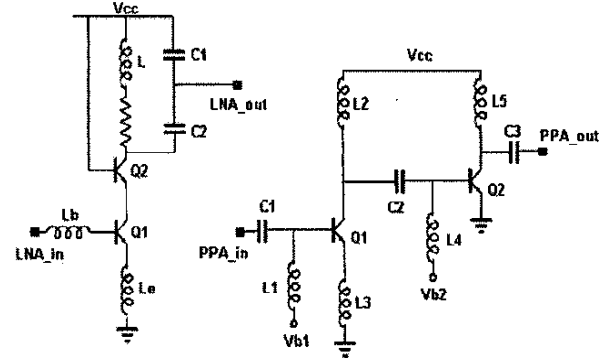 Vcc
L
C1
LNA_out
C2
Q2
Lb
Q1
LNA_in
Le
Vcc
L2
L5
C3
PPA_out
Q2
C2
C1
Q1
L4
PPA_in
L1
L3
Vb2
Vb1